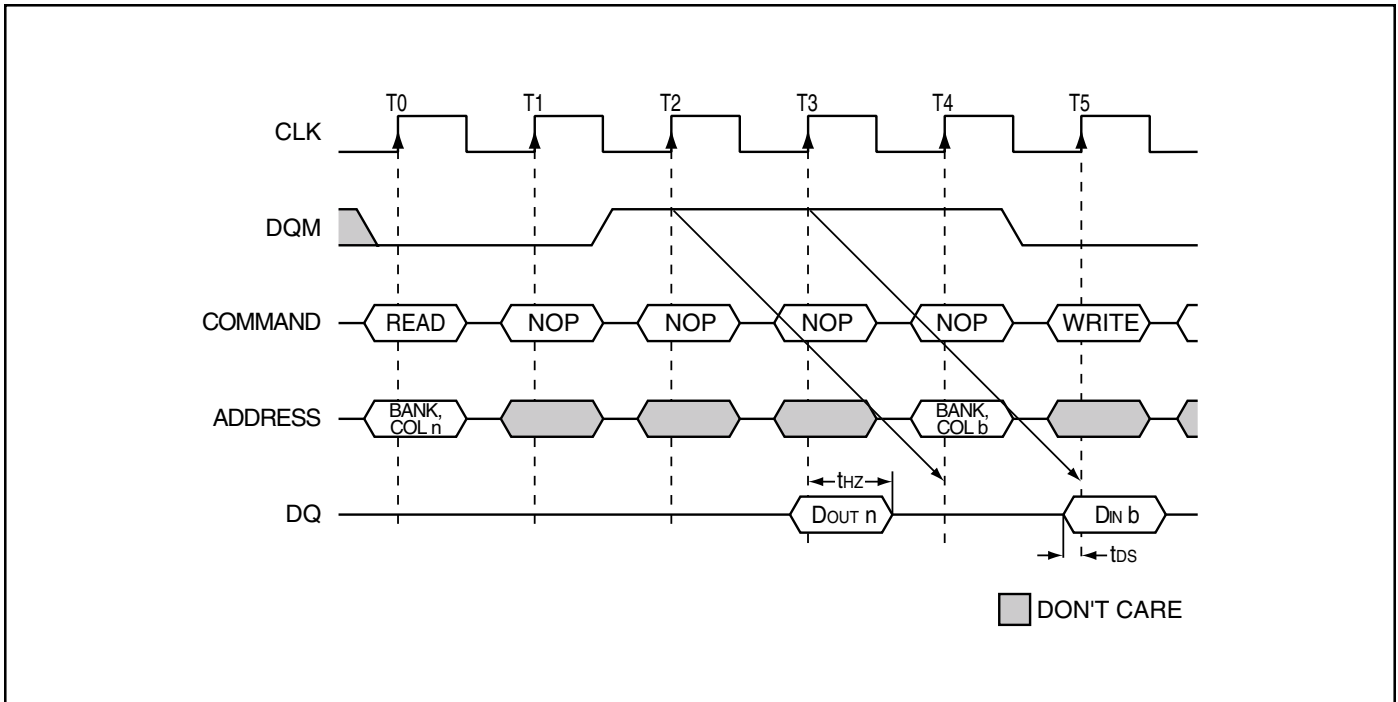 T0 T1 T2 T3 T4 T5
CLK
DQM
COMMAND READ NOP NOP NOP NOP WRITE
ADDRESS BANK, COL n BANK, COL b
tHZ
DQ DOUT n DIN b
tDS
DON'T CARE